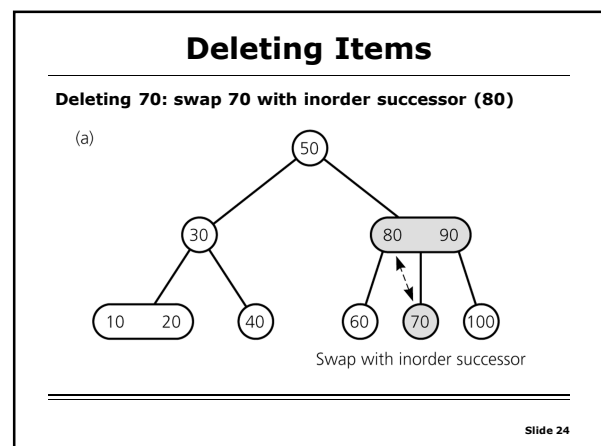 Deleting Items
Deleting 70: swap 70 with inorder successor (80)
(a)
50
30
80 90
10 20
40
60
70
100
Swap with inorder successor
Slide 24